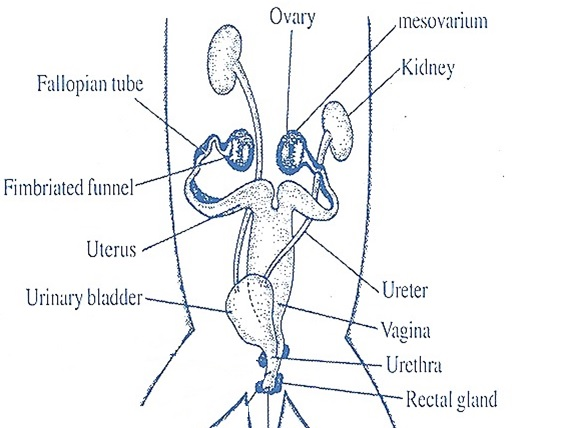 Ovary
mesovarium
Kidney
Fallopian tube
Fimbriated funnel
Uterus
Urinary bladder
Ureter
Vagina
Urethra
Rectal gland